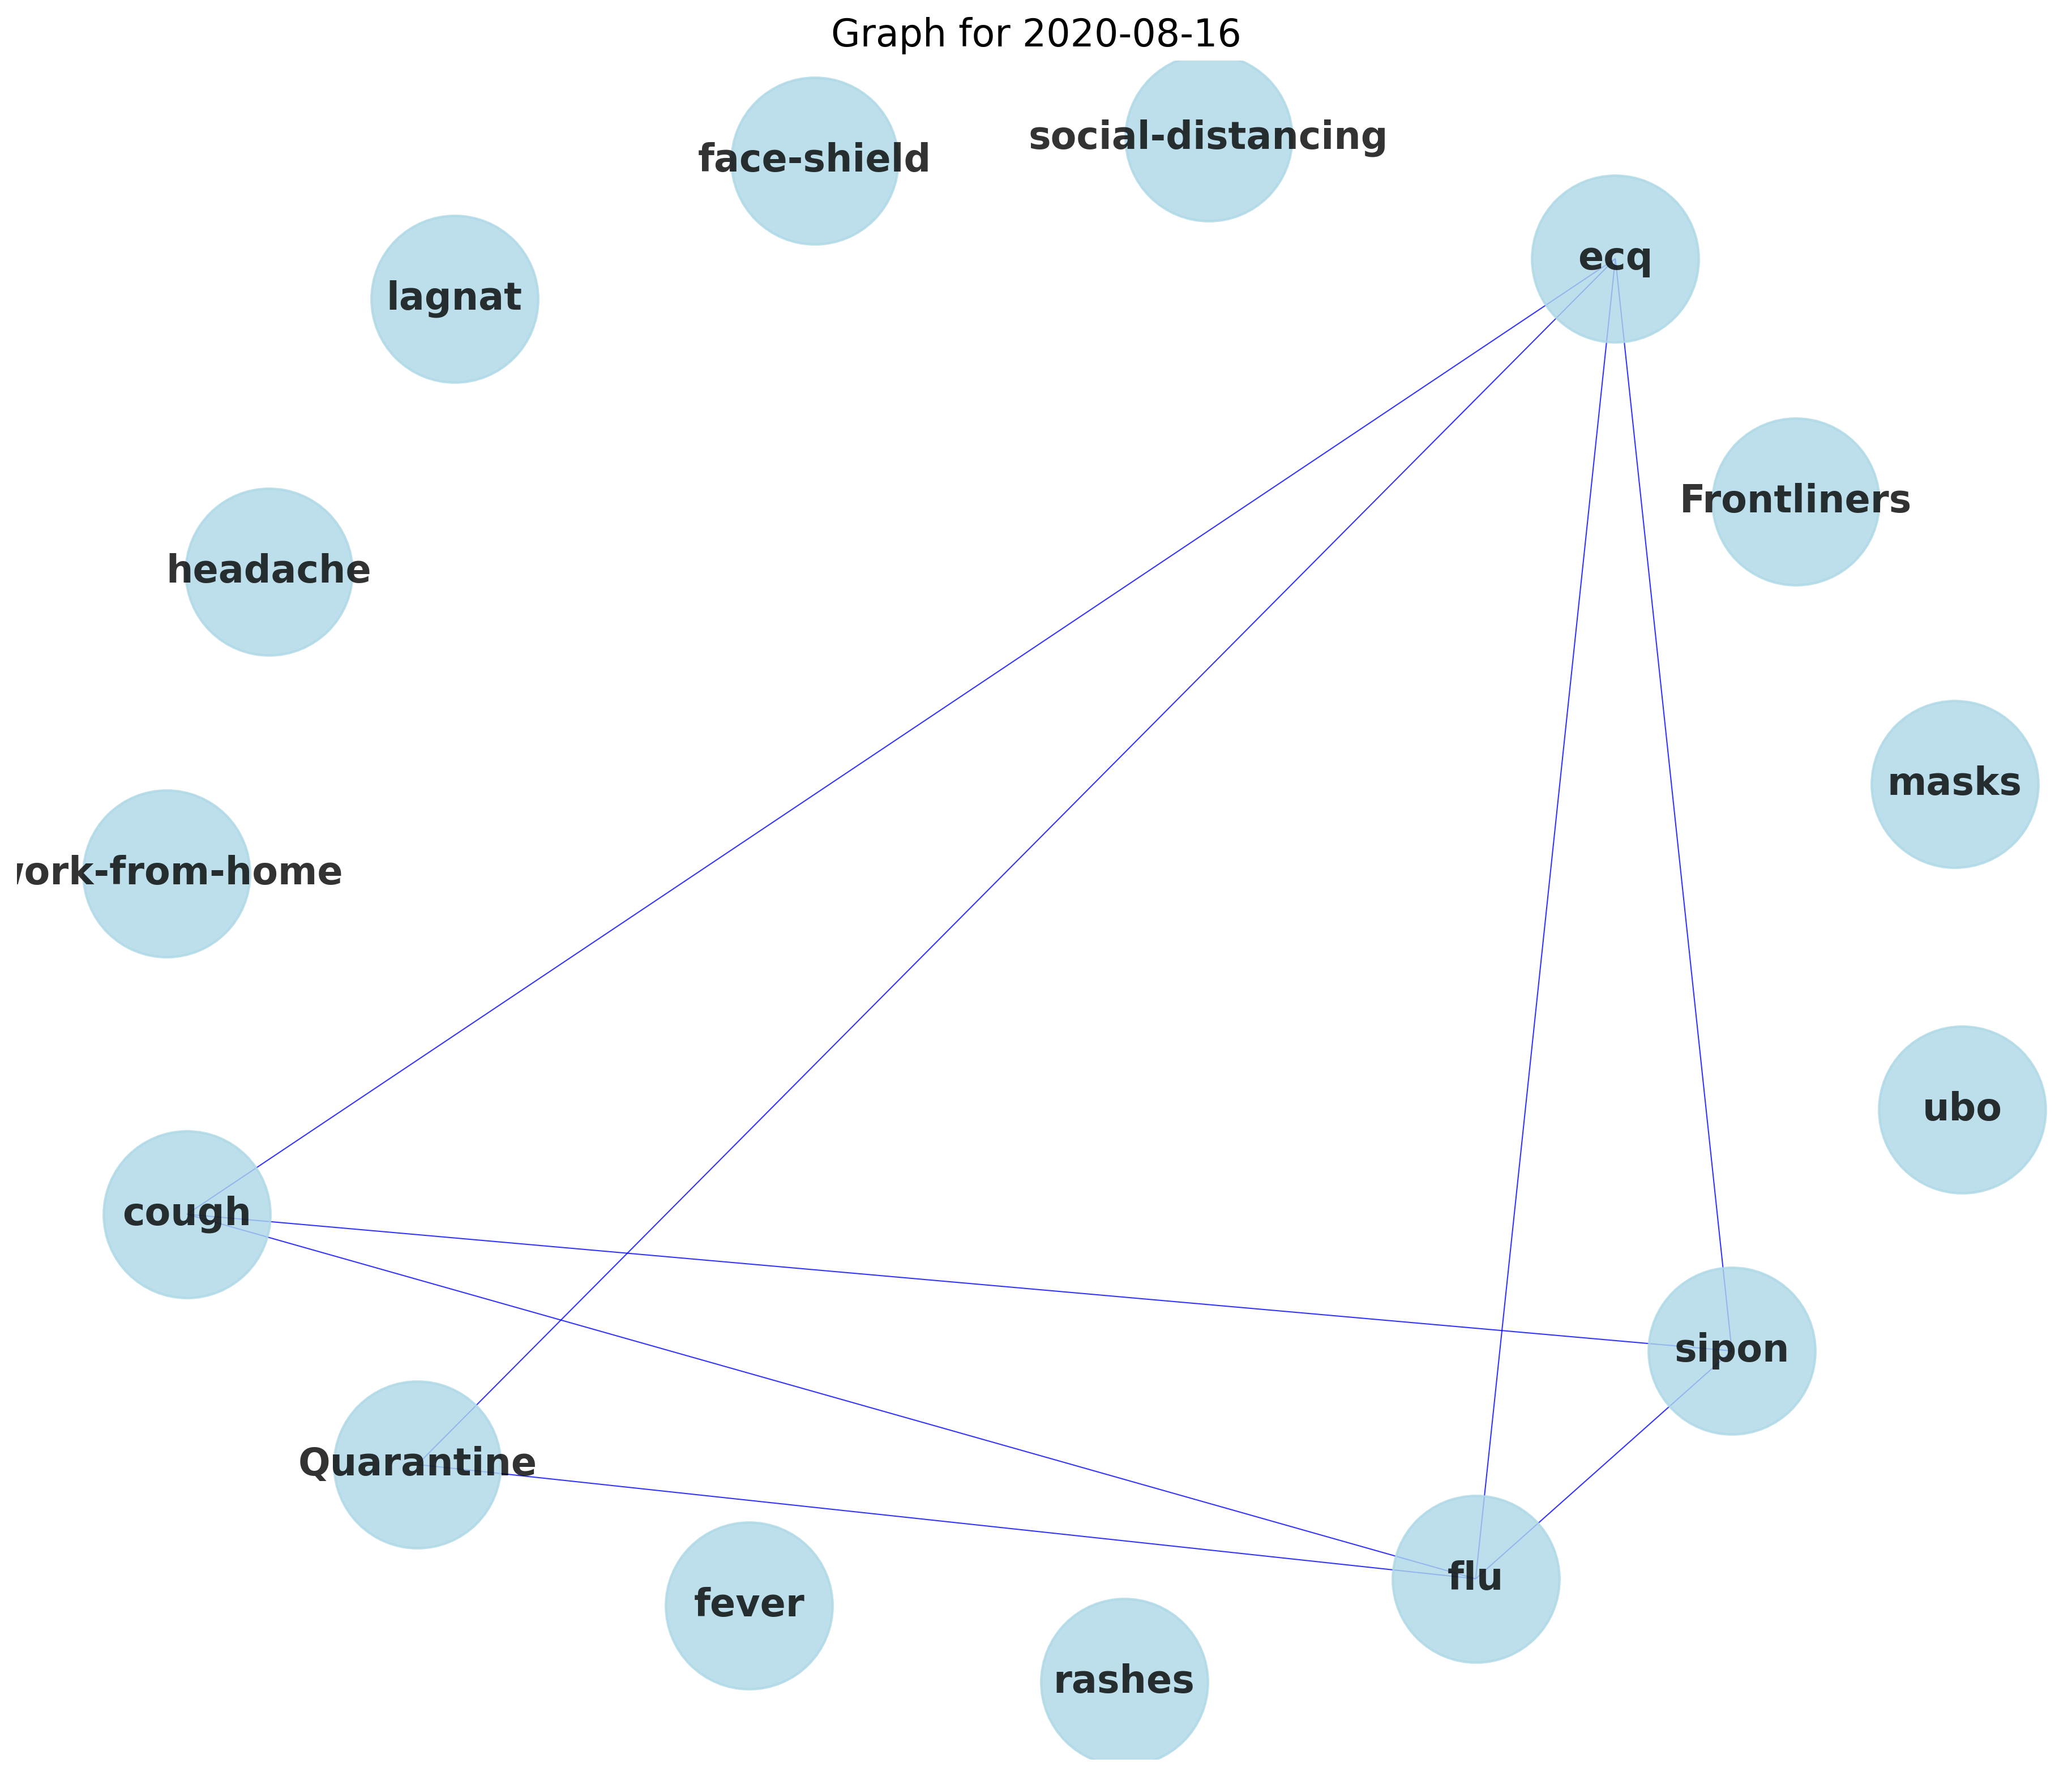 Graph for 2020-08-16
social-distancing
face-shield
ecq
lagnat
Frontliners
headache
masks
ork-from-home
ubo
cough
sipon
Quarantine
flu
fever
rashes